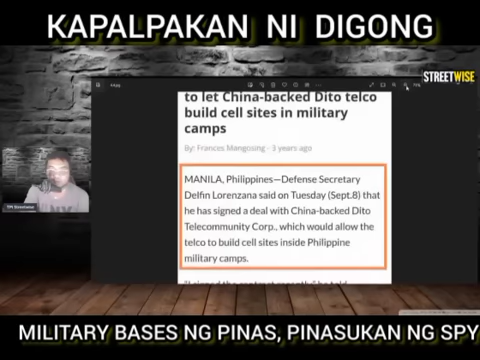 KAPALPAKAN NI DIGONG
STREETWISE
to let China-backed Dito telco
build cell sites in military
camps
By: Frances Mangosing - 3 years ago
MANILA, Philippines—Defense Secretary
Delfin Lorenzana said on Tuesday (Sept.8) that
he has signed a deal with China-backed Dito
Telecommunity Corp., which would allow the
telco to build cell sites inside Philippine
military camps.
MILITARY BASES NG PINAS, PINASUKAN NG SPY